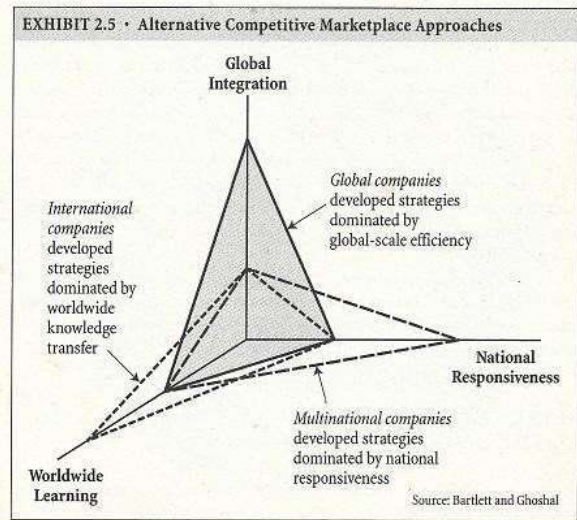 EXHIBIT 2.5 • Alternative Competitive Marketplace Approaches
Global
Integration
Global companies
developed strategies
dominated by
global-scale efficiency
International
companies
developed
strategies
dominated by
worldwide
knowledge
transfer
National
Responsiveness
Multinational companies
developed strategies
dominated by national
responsiveness
Worldwide
Learning
Source: Bartlett and Ghoshal